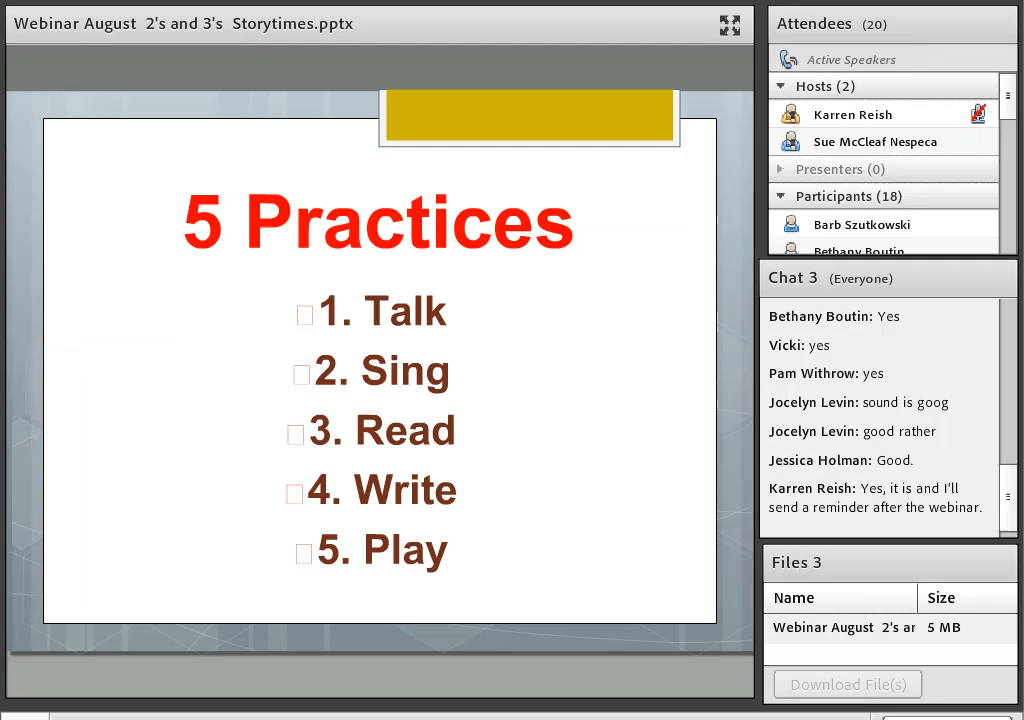 Webinar August 2's and 3's Storytimes.pptx
5 Practices
1. Talk
2. Sing
3. Read
4. Write
5. Play
Attendees (20)
Active Speakers
Hosts (2)
Karren Reish
Sue McCleaf Nespeca
Presenters (0)
Participants (18)
Barb Szutkowski
Bethany Boutin
Chat 3 (Everyone)
Bethany Boutin: Yes
Vicki: yes
Pam Withrow: yes
Jocelyn Levin: sound is goog
Jocelyn Levin: good rather
Jessica Holman: Good.
Karren Reish: Yes, it is and I'll
send a reminder after the webinar.
Files 3
Name Size
Webinar August 2's ar 5 MB
Download File(s)